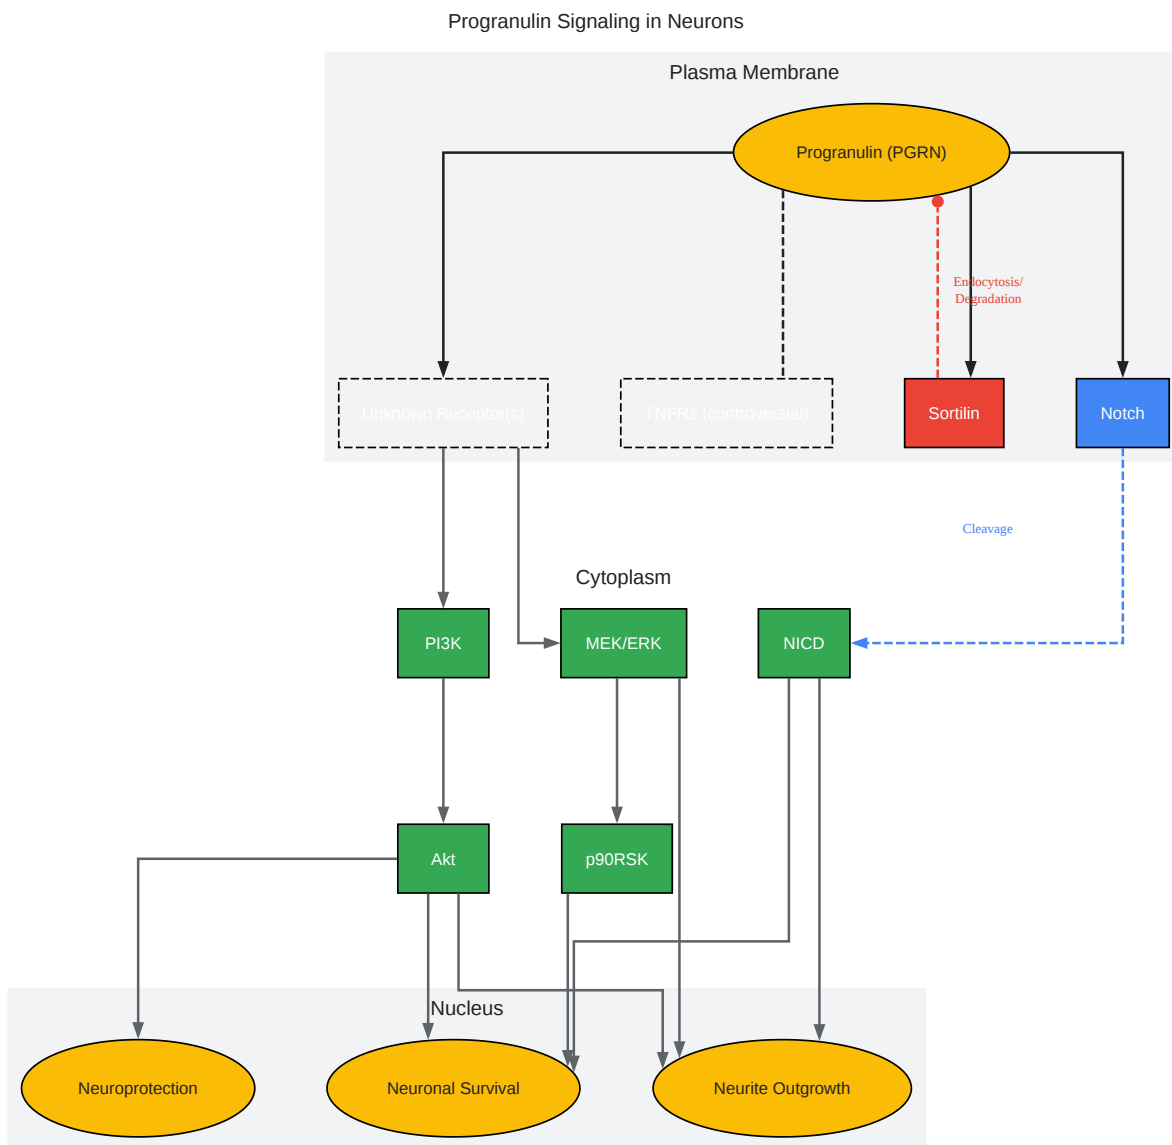 Progranulin Signaling in Neurons
Plasma Membrane
Progranulin (PGRN)
Endocytosis/
Degradation
Unknown Receptor(s)
TNFRs (controversial)
Sortilin
Notch
Cleavage
Cytoplasm
PI3K
MEK/ERK
NICD
Akt
p90RSK
Nucleus
Neuroprotection
Neuronal Survival
Neurite Outgrowth